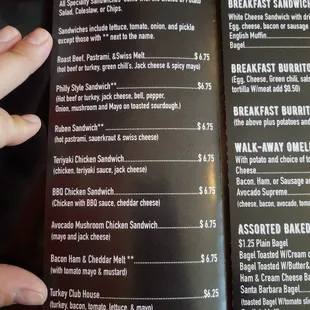 Salad, Coleslaw, or Chips.
Sandwiches include lettuce, tomato, onion, and pickle
except those with ** next to the name.
Roast Beef, Pastrami, &Swiss Melt $ 6.75
(hot beef or turkey, green chili's, Jack cheese & spicy mayo)
Philly Style Sandwich** $6.75
(Hot beef or turkey, jack cheese, bell, pepper,
Onion, mushroom and Mayo on toasted sourdough.)
Ruben Sandwich** $ 6.75
(hot pastrami, sauerkraut & swiss cheese)
Teriyaki Chicken Sandwich $ 6.75
(chicken, teriyaki sauce, jack cheese)
BBQ Chicken Sandwich $ 6.75
(Chicken with BBQ sauce, cheddar cheese)
Avocado Mushroom Chicken Sandwich $ 6.75
(mayo and jack cheese)
Bacon Ham & Cheddar Melt ** $ 6.75
(with tomato mayo & mustard)
Turkey Club House $6.25
(turkey, bacon, tomato, lettuce, & mayo)
BREAKFAST SANDWICH
White Cheese Sandwich with
Egg, cheese, bacon or sausage
English Muffin
Bagel
BREAKFAST BURRITO
(Egg, Cheese, Green chili, salsa
tortilla W/meat add $0.50)
BREAKFAST BURRITO
(the above plus potatoes and
WALK-AWAY
With potato and choice of
Cheese
Bacon, Ham, or Sausage
Avocado Supreme
(cheese, bacon, avocado,
ASSORTED BAKED
$1.25 Plain Bagel
Bagel Toasted W/Cream
Bagel Toasted W/Butter&
Ham & Cream Cheese
Santa Barbara Bagel
(toasted Bagel W/tomato